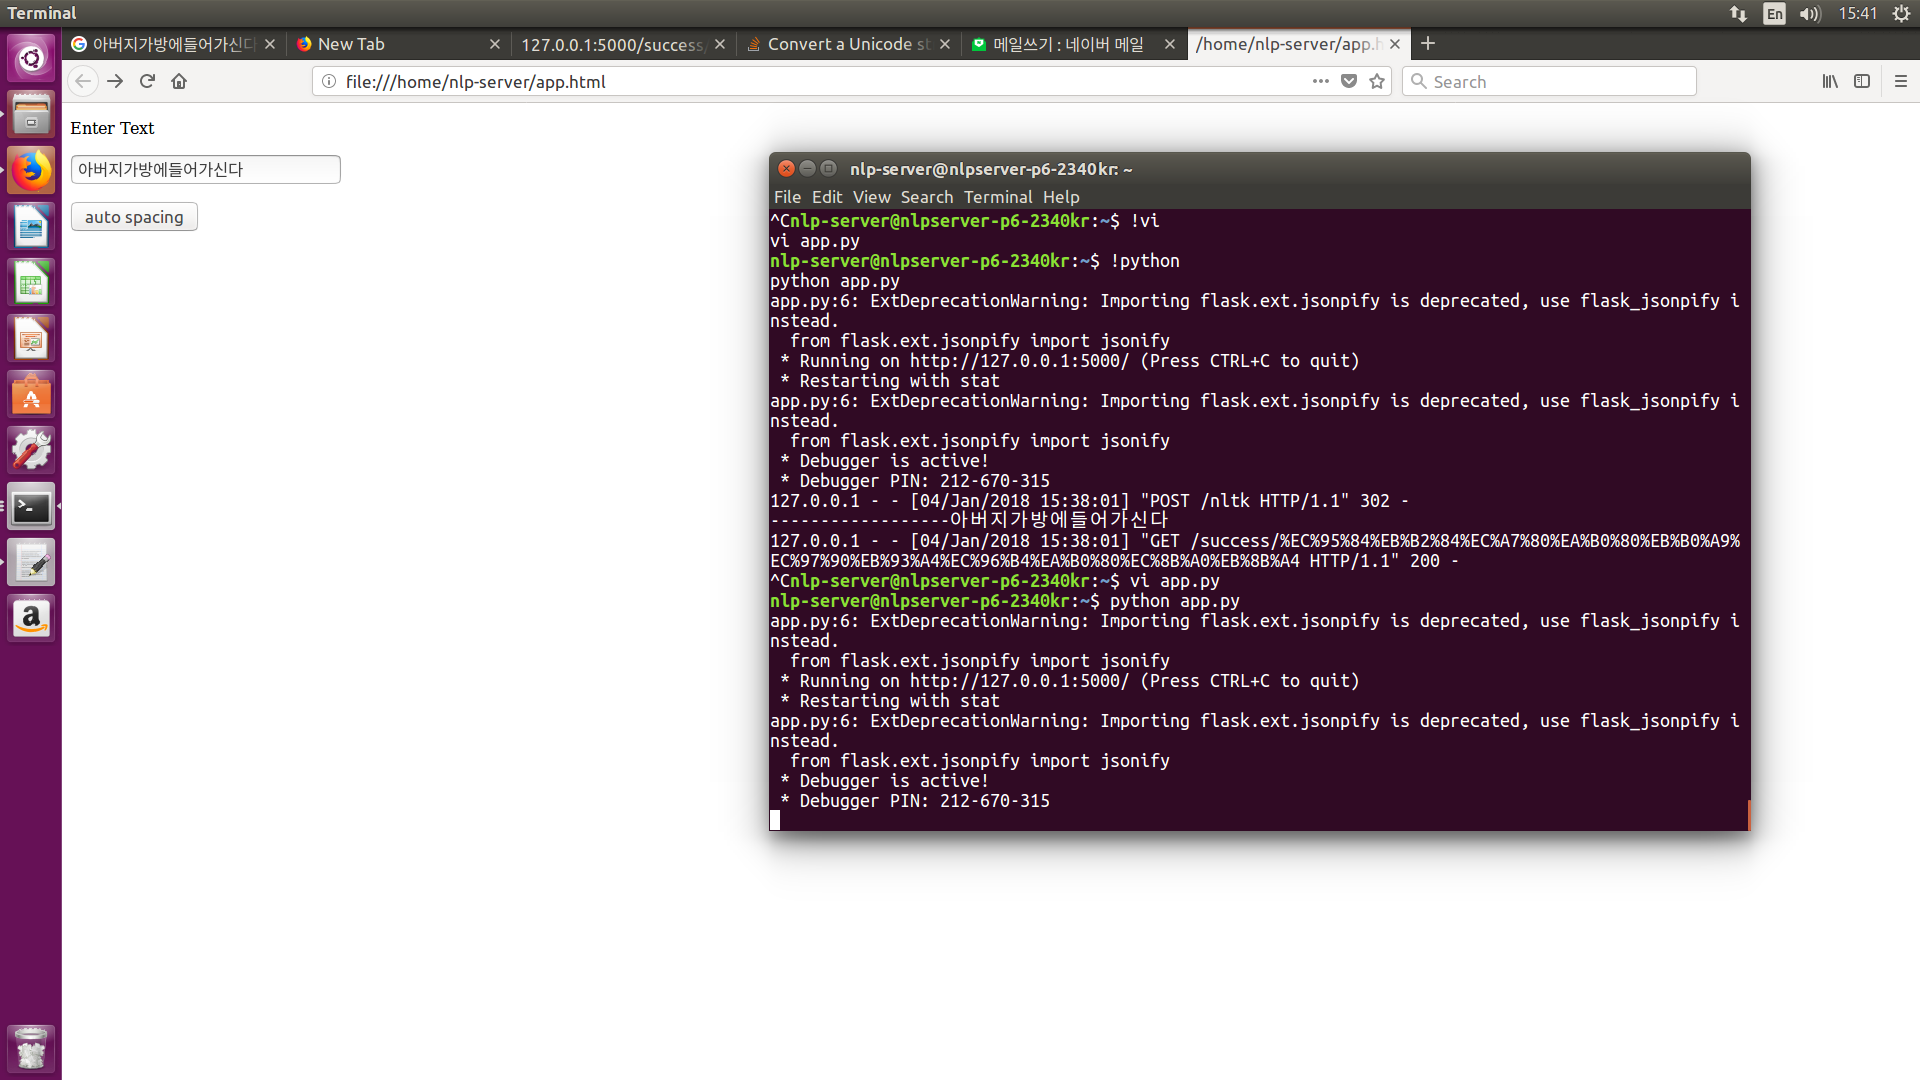 Terminal
En
15:41
아버지가방에들어가신다
New Tab
127.0.0.1:5000/success/
Convert a Unicode st
메일쓰기 : 네이버 메일
/home/nlp-server/app.h
file:///home/nlp-server/app.html
Search
Enter Text
아버지가방에들어가신다
auto spacing
nlp-server@nlpserver-p6-2340kr: ~
File Edit View Search Terminal Help
^Cnlp-server@nlpserver-p6-2340kr:~$ !vi
vi app.py
nlp-server@nlpserver-p6-2340kr:~$ !python
python app.py
app.py:6: ExtDeprecationWarning: Importing flask.ext.jsonpify is deprecated, use flask_jsonpify i
nstead.
  from flask.ext.jsonpify import jsonify
 * Running on http://127.0.0.1:5000/ (Press CTRL+C to quit)
 * Restarting with stat
app.py:6: ExtDeprecationWarning: Importing flask.ext.jsonpify is deprecated, use flask_jsonpify i
nstead.
  from flask.ext.jsonpify import jsonify
 * Debugger is active!
 * Debugger PIN: 212-670-315
127.0.0.1 - - [04/Jan/2018 15:38:01] "POST /nltk HTTP/1.1" 302 -
------------------아버지가방에들어가신다
127.0.0.1 - - [04/Jan/2018 15:38:01] "GET /success/%EC%95%84%EB%B2%84%EC%A7%80%EA%B0%80%EB%B0%A9%
EC%97%90%EB%93%A4%EC%96%B4%EA%B0%80%EC%8B%A0%EB%8B%A4 HTTP/1.1" 200 -
^Cnlp-server@nlpserver-p6-2340kr:~$ vi app.py
nlp-server@nlpserver-p6-2340kr:~$ python app.py
app.py:6: ExtDeprecationWarning: Importing flask.ext.jsonpify is deprecated, use flask_jsonpify i
nstead.
  from flask.ext.jsonpify import jsonify
 * Running on http://127.0.0.1:5000/ (Press CTRL+C to quit)
 * Restarting with stat
app.py:6: ExtDeprecationWarning: Importing flask.ext.jsonpify is deprecated, use flask_jsonpify i
nstead.
  from flask.ext.jsonpify import jsonify
 * Debugger is active!
 * Debugger PIN: 212-670-315